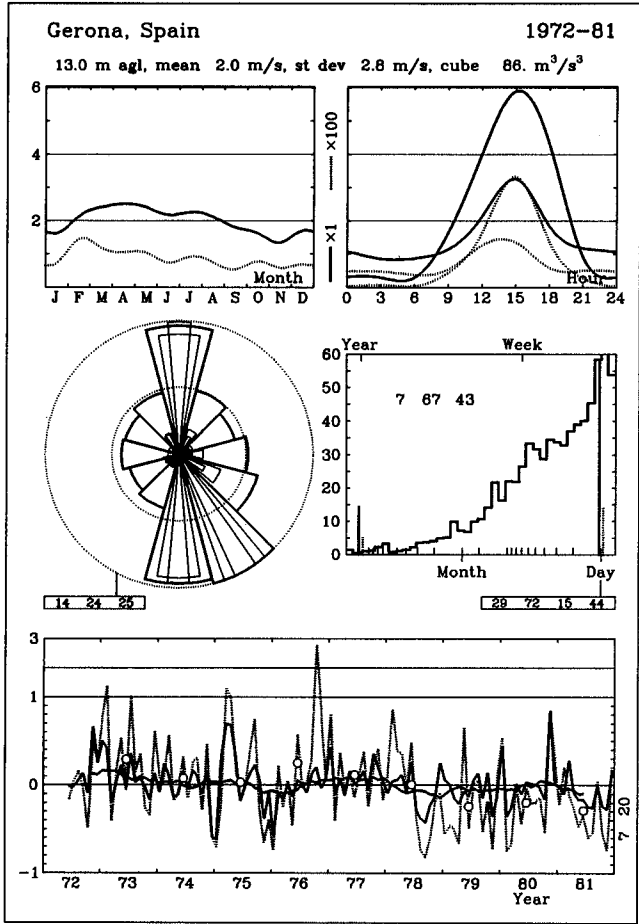 Gerona, Spain 1972-81
13.0 m agl, mean 2.0 m/s, st dev 2.8 m/s, cube 86. m³/s³
6
4
2
Month
J F M A M J J A S O N D
×1 ×100
Hour
0 3 6 9 12 15 18 21 24
Year Week
60
50
40
30
20
10
0
7 67 43
Month Day
14 24 25
29 72 15 44
3
1
0
-1
72 73 74 75 76 77 78 79 80 81
Year
7 20